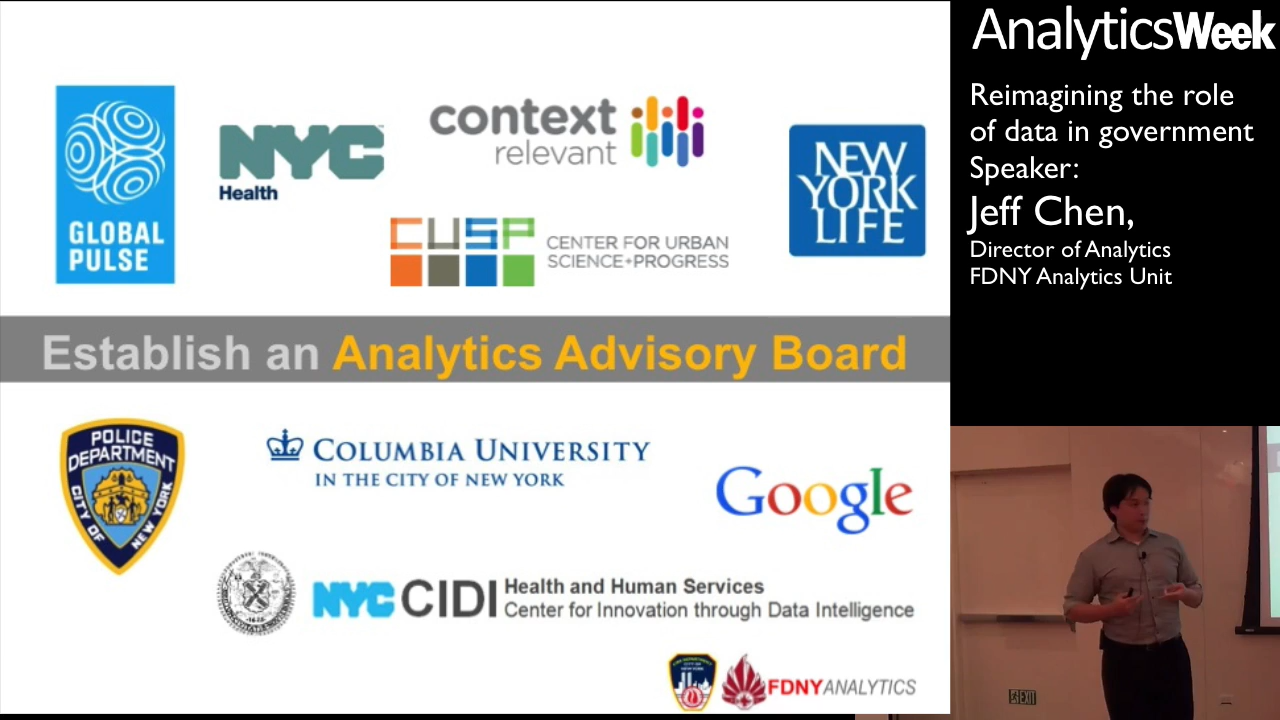 GLOBAL
PULSE
NYC
Health
context
relevant
CUSP
CENTER FOR URBAN
SCIENCE+PROGRESS
NEW
YORK
LIFE
Establish an Analytics Advisory Board
POLICE
DEPARTMENT
CITY OF
NEW YORK
COLUMBIA UNIVERSITY
IN THE CITY OF NEW YORK
Google
NYC CIDI
Health and Human Services
Center for Innovation through Data Intelligence
FDNYANALYTICS
AnalyticsWeek
Reimagining the role
of data in government
Speaker:
Jeff Chen,
Director of Analytics
FDNY Analytics Unit
EXIT